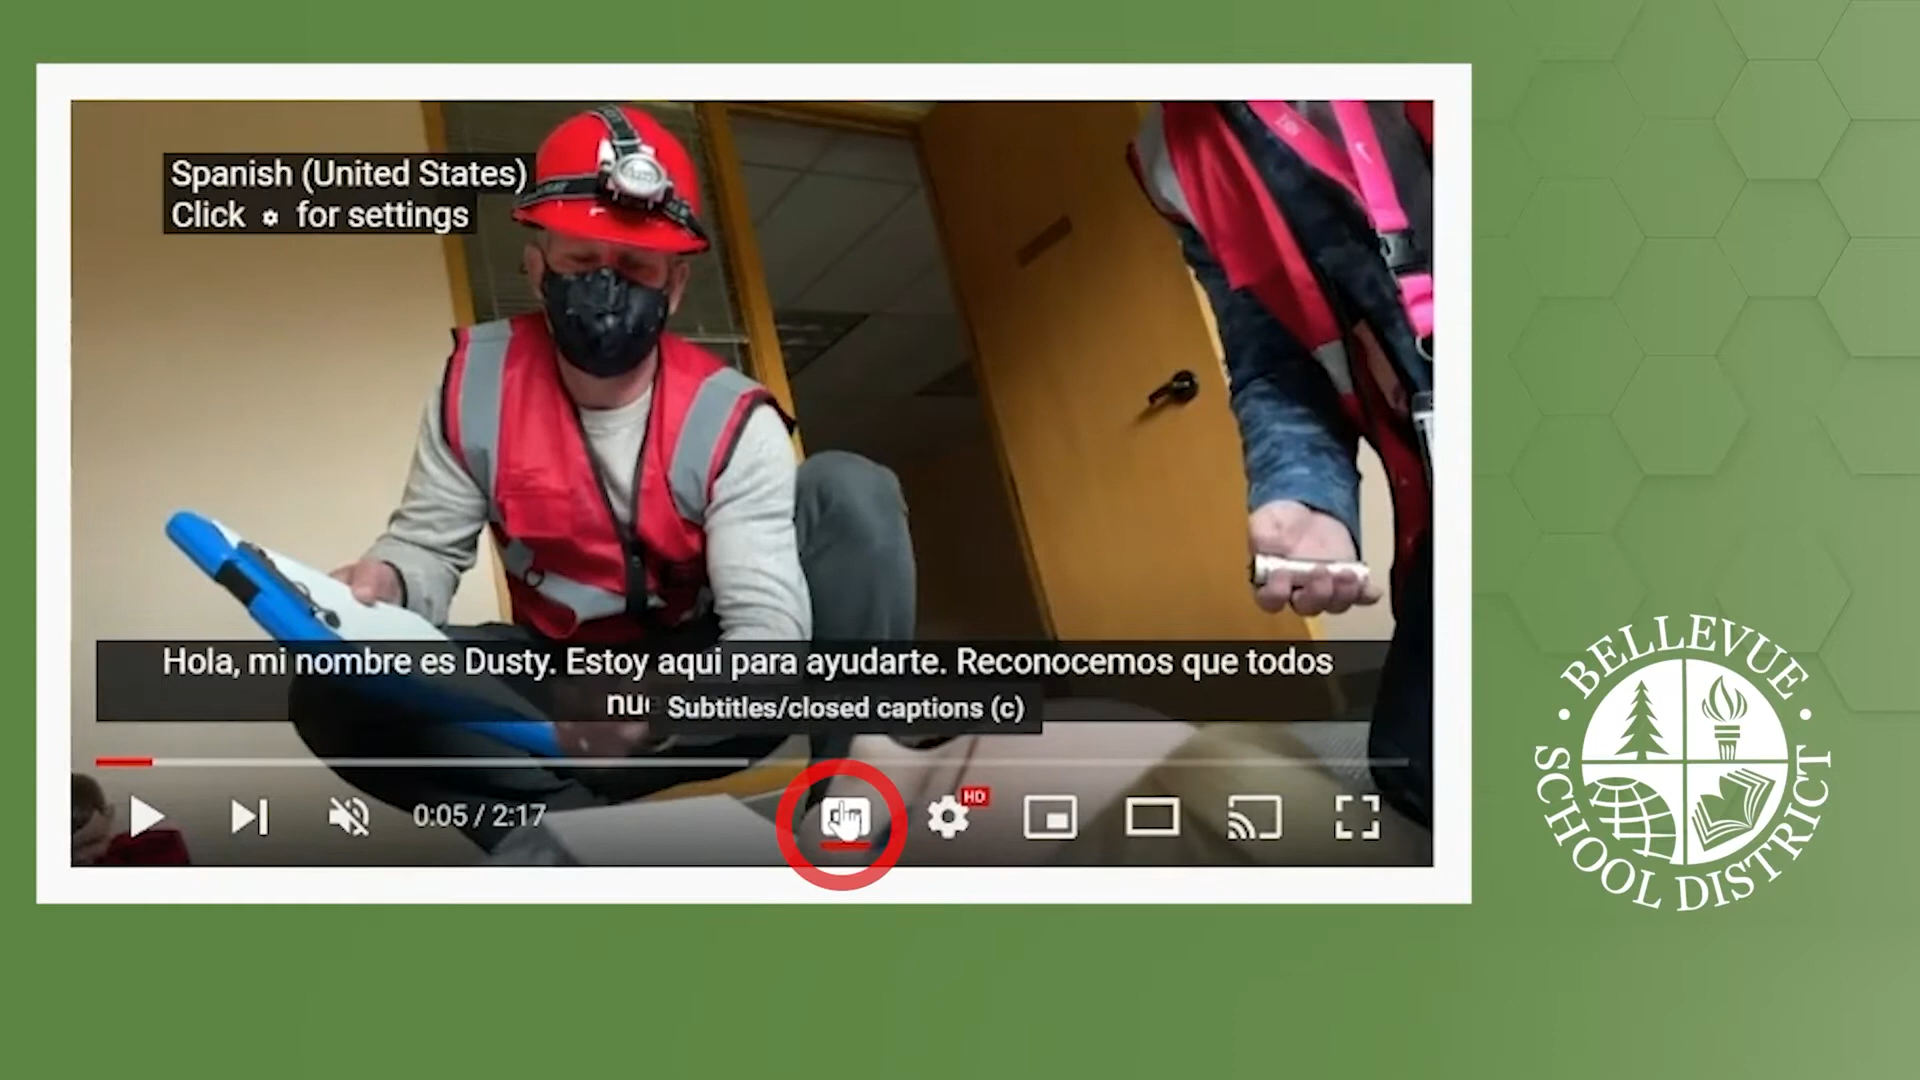 Spanish (United States)
Click for settings
Hola, mi nombre es Dusty. Estoy aqui para ayudarte. Reconocemos que todos
Subtitles/closed captions (c)
0:05 / 2:17
HD
BELLEVUE
SCHOOL DISTRICT